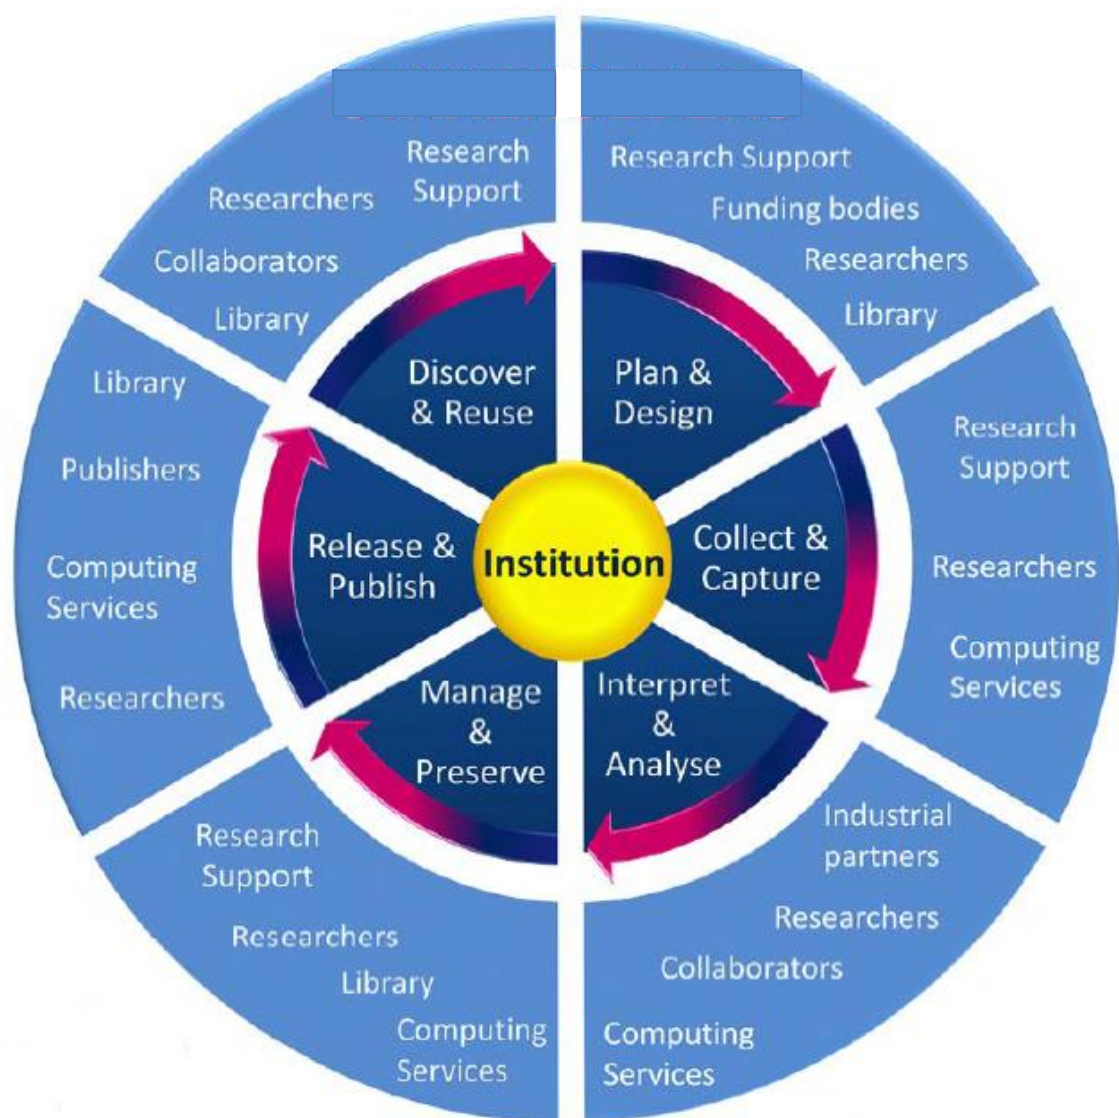 Research
Support
Researchers
Collaborators
Library
Research Support
Funding bodies
Researchers
Library
Discover
& Reuse
Plan &
Design
Library
Publishers
Computing
Services
Researchers
Release &
Publish
Institution
Collect &
Capture
Research
Support
Researchers
Computing
Services
Manage
&
Preserve
Interpret
&
Analyse
Research
Support
Researchers
Library
Computing
Services
Industrial
partners
Researchers
Collaborators
Computing
Services